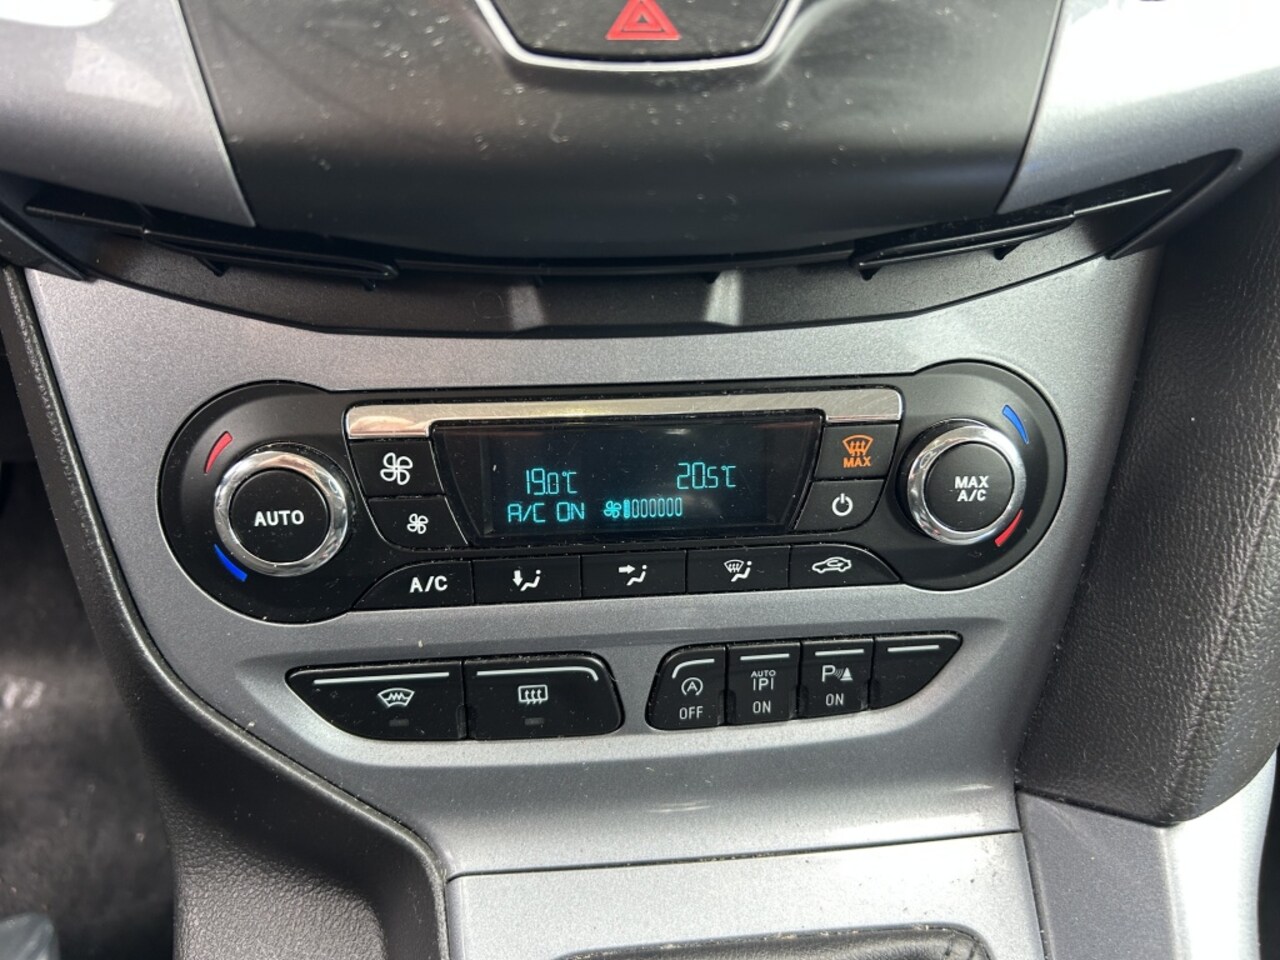 19.0°C 20.5°C
A/C ON
AUTO
MAX
MAX
A/C
A/C
OFF
AUTO
P
ON
P
ON